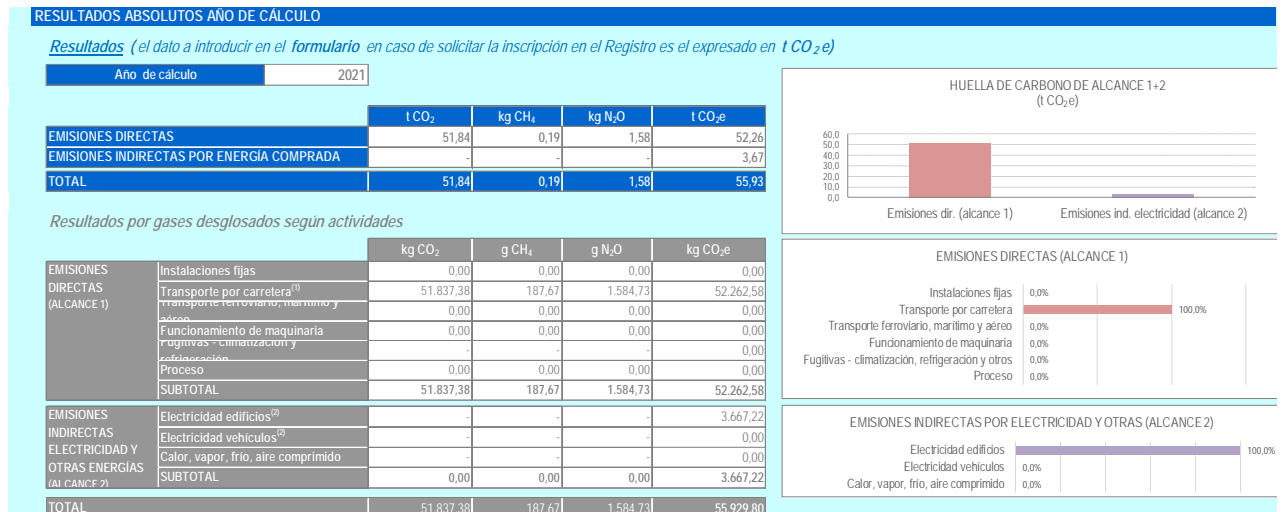 RESULTADOS ABSOLUTOS AÑO DE CÁLCULO
Resultados (el dato a introducir en el formulario en caso de solicitar la inscripción en el Registro es el expresado en t CO2e)
Año de cálculo 2021
t CO2 kg CH4 kg N2O t CO2e
EMISIONES DIRECTAS 51,84 0,19 1,58 52,26
EMISIONES INDIRECTAS POR ENERGÍA COMPRADA - - - 3,67
TOTAL 51,84 0,19 1,58 55,93
Resultados por gases desglosados según actividades
kg CO2 g CH4 g N2O kg CO2e
EMISIONES DIRECTAS (ALCANCE 1)
Instalaciones fijas 0,00 0,00 0,00 0,00
Transporte por carretera(1) 51.837,38 187,67 1.584,73 52.262,58
Transporte ferroviario, marítimo y aéreo 0,00 0,00 0,00 0,00
Funcionamiento de maquinaria 0,00 0,00 0,00 0,00
Fugitivas - climatización y refrigeración - - - 0,00
Proceso 0,00 0,00 0,00 0,00
SUBTOTAL 51.837,38 187,67 1.584,73 52.262,58
EMISIONES INDIRECTAS ELECTRICIDAD Y OTRAS ENERGÍAS (ALCANCE 2)
Electricidad edificios(2) - - - 3.667,22
Electricidad vehículos(2) - - - 0,00
Calor, vapor, frío, aire comprimido - - - 0,00
SUBTOTAL 0,00 0,00 0,00 3.667,22
TOTAL 51.837,38 187,67 1.584,73 55.929,80
HUELLA DE CARBONO DE ALCANCE 1+2
(t CO2e)
60,0
50,0
40,0
30,0
20,0
10,0
0,0
Emisiones dir. (alcance 1) Emisiones ind. electricidad (alcance 2)
EMISIONES DIRECTAS (ALCANCE 1)
Instalaciones fijas 0,0%
Transporte por carretera 100,0%
Transporte ferroviario, marítimo y aéreo 0,0%
Funcionamiento de maquinaria 0,0%
Fugitivas - climatización, refrigeración y otros 0,0%
Proceso 0,0%
EMISIONES INDIRECTAS POR ELECTRICIDAD Y OTRAS (ALCANCE 2)
Electricidad edificios 100,0%
Electricidad vehículos 0,0%
Calor, vapor, frío, aire comprimido 0,0%